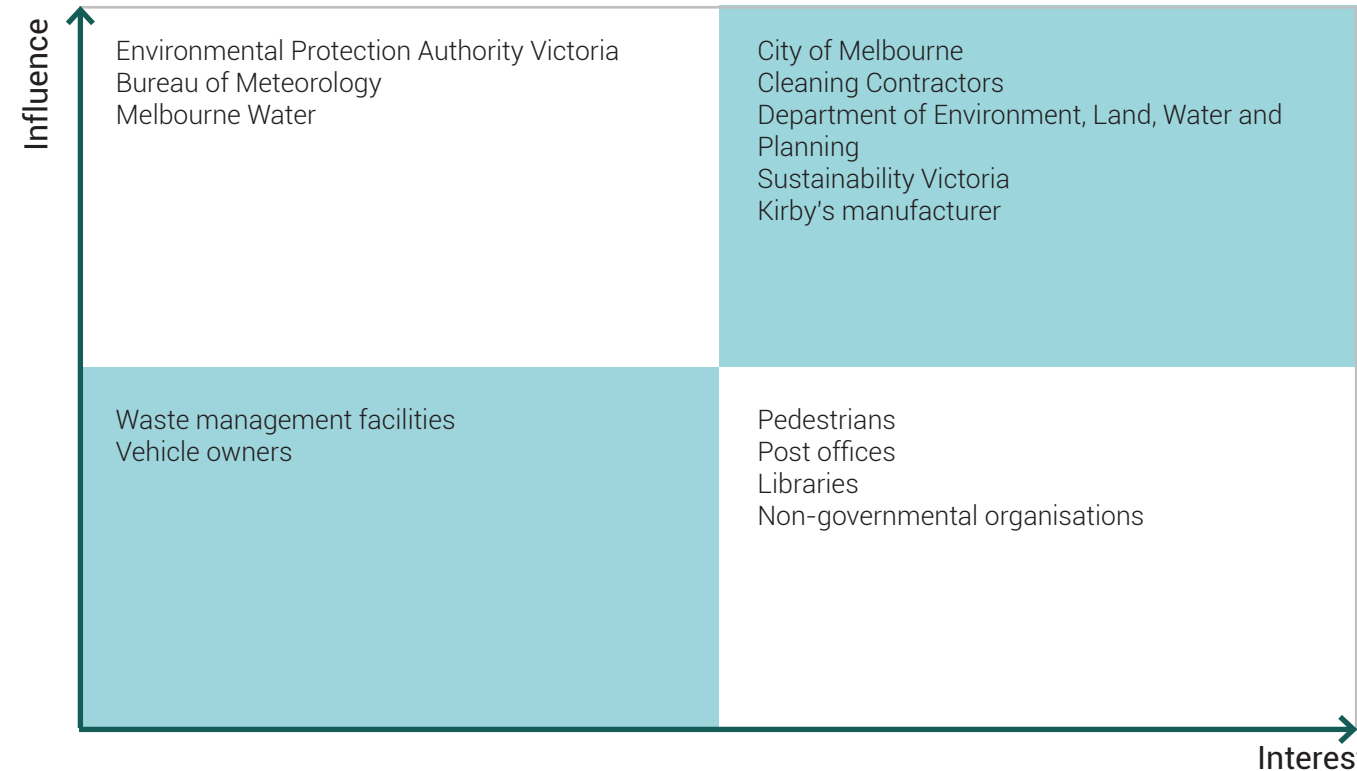 Influence
Environmental Protection Authority Victoria
Bureau of Meteorology
Melbourne Water
City of Melbourne
Cleaning Contractors
Department of Environment, Land, Water and
Planning
Sustainability Victoria
Kirby's manufacturer
Waste management facilities
Vehicle owners
Pedestrians
Post offices
Libraries
Non-governmental organisations
Interes